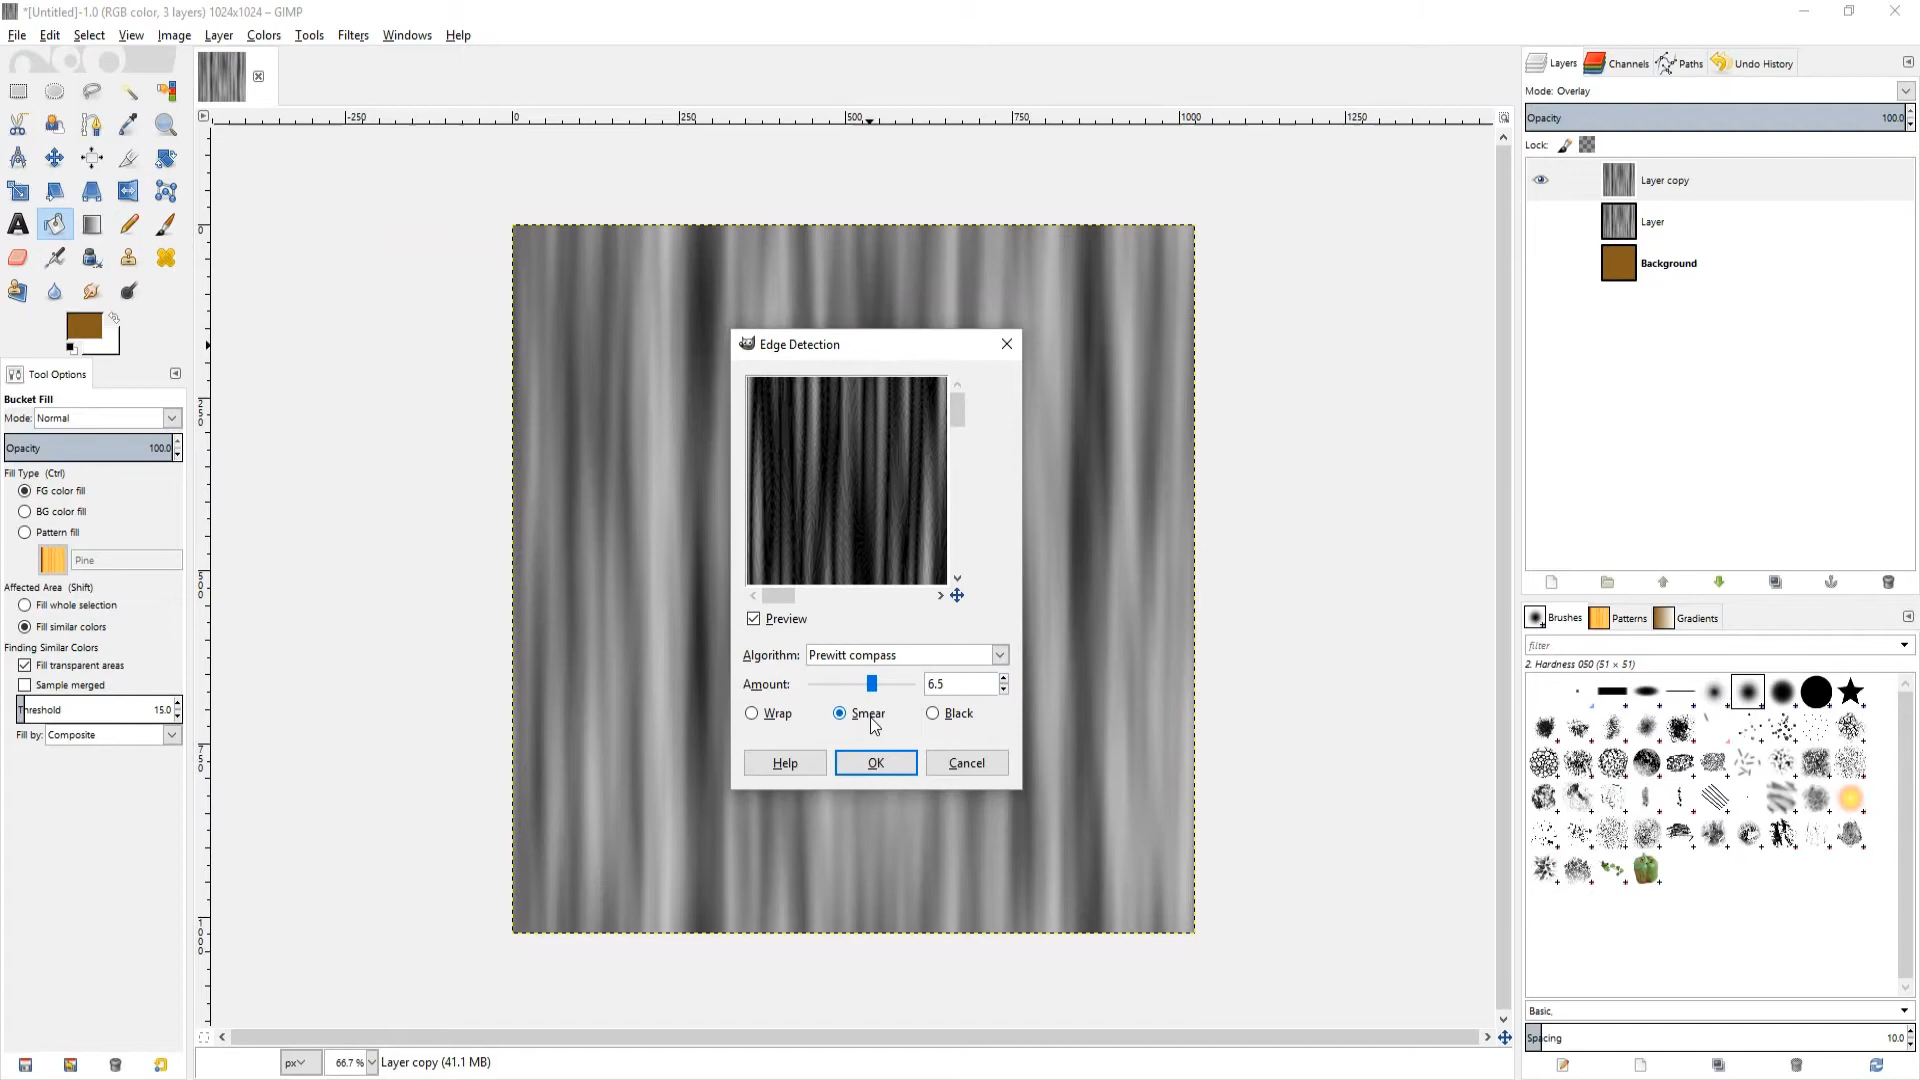 *[Untitled]-1.0 (RGB color, 3 layers) 1024x1024 – GIMP
File Edit Select View Image Layer Colors Tools Filters Windows Help
Layers Channels Paths Undo History
Mode: Overlay
Opacity 100.0
Lock:
Layer copy
Layer
Background
-250 0 250 500 750 1000 1250
0
250
500
750
1000
Tool Options
Bucket Fill
Mode: Normal
Opacity 100.0
Fill Type (Ctrl)
FG color fill
BG color fill
Pattern fill
Pine
Affected Area (Shift)
Fill whole selection
Fill similar colors
Finding Similar Colors
Fill transparent areas
Sample merged
Threshold 15.0
Fill by: Composite
Edge Detection
Preview
Algorithm: Prewitt compass
Amount: 6.5
Wrap Smear Black
Help OK Cancel
Brushes Patterns Gradients
filter
2. Hardness 050 (51 × 51)
Basic,
Spacing 10.0
px 66.7 % Layer copy (41.1 MB)